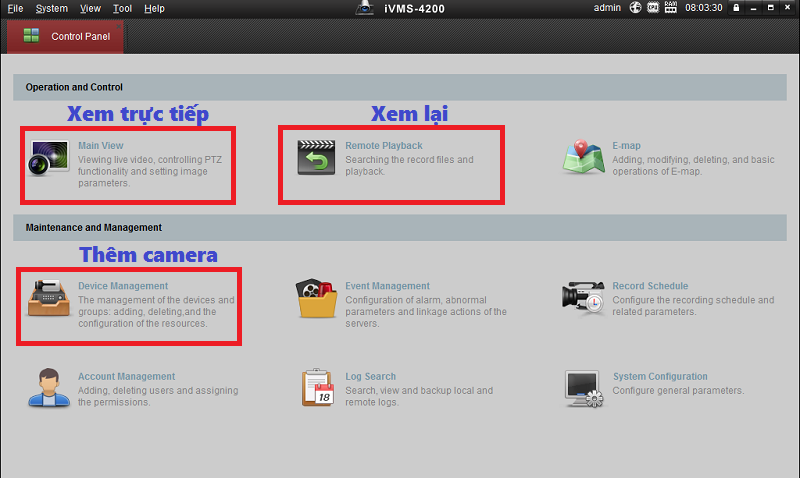 File System View Tool Help iVMS-4200 admin CPU RAM 08:03:30
Control Panel
Operation and Control
Xem trực tiếp Xem lại
Main View
Viewing live video, controlling PTZ
functionality and setting image
parameters.
Remote Playback
Searching the record files and
playback.
E-map
Adding, modifying, deleting, and basic
operations of E-map.
Maintenance and Management
Thêm camera
Device Management
The management of the devices and
groups: adding, deleting,and the
configuration of the resources.
Event Management
Configuration of alarm, abnormal
parameters and linkage actions of the
servers.
Record Schedule
Configure the recording schedule and
related parameters.
Account Management
Adding, deleting users and assigning
the permissions.
Log Search
Search, view and backup local and
remote logs.
18
System Configuration
Configure general parameters.